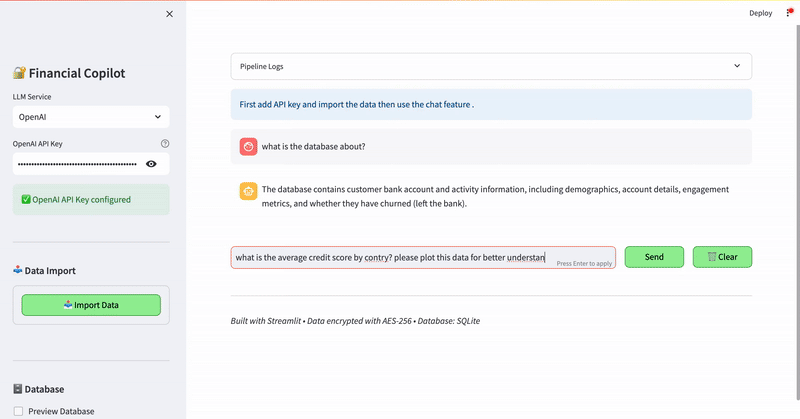 Deploy
Financial Copilot
LLM Service
OpenAI
OpenAI API Key
••••••••••••••••••••••••••••••••••••••••
OpenAI API Key configured
Data Import
Import Data
Database
Preview Database
Pipeline Logs
First add API key and import the data then use the chat feature .
what is the database about?
The database contains customer bank account and activity information, including demographics, account details, engagement
metrics, and whether they have churned (left the bank).
what is the average credit score by contry? please plot this data for better understan
Press Enter to apply
Send
Clear
Built with Streamlit • Data encrypted with AES-256 • Database: SQLite